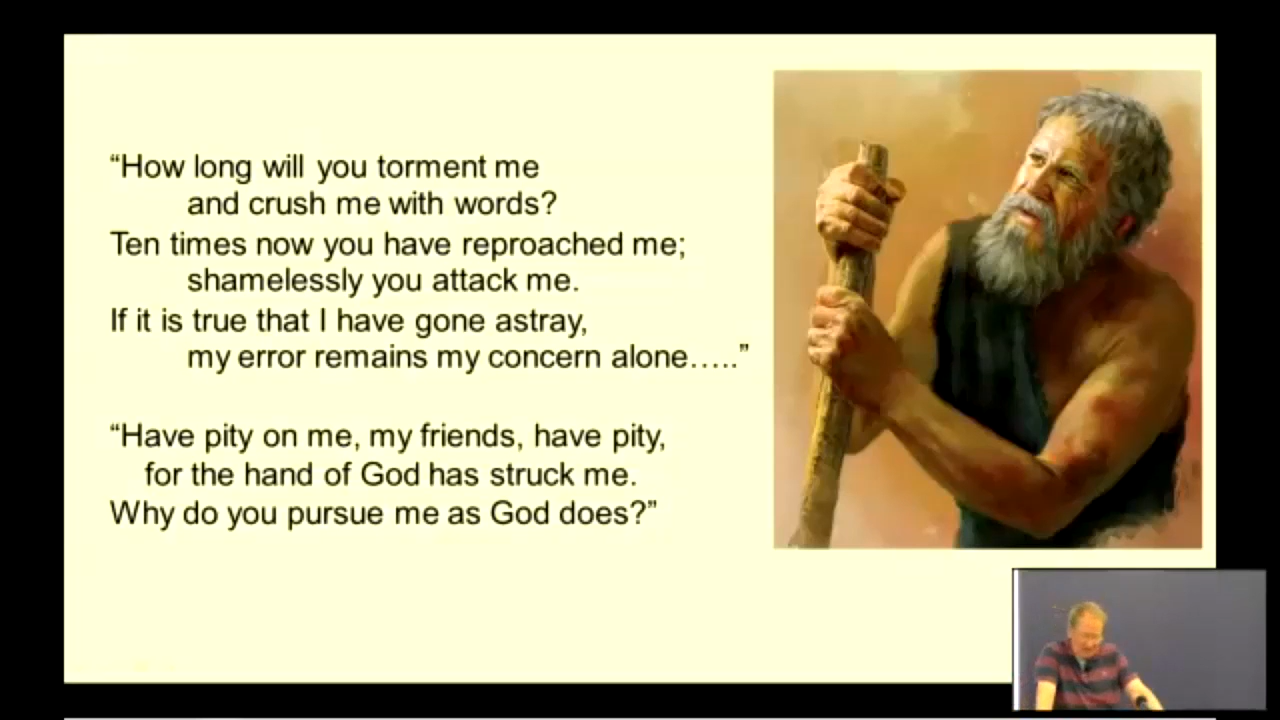 “How long will you torment me
and crush me with words?
Ten times now you have reproached me;
shamelessly you attack me.
If it is true that I have gone astray,
my error remains my concern alone…..”
“Have pity on me, my friends, have pity,
for the hand of God has struck me.
Why do you pursue me as God does?”